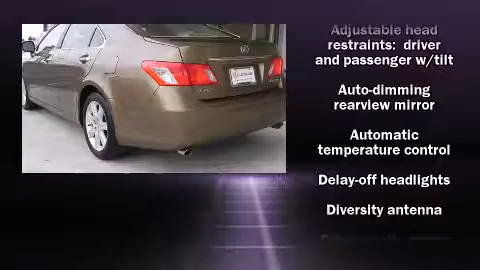 Adjustable head
restraints: driver
and passenger w/tilt
Auto-dimming
rearview mirror
Automatic
temperature control
Delay-off headlights
Diversity antenna